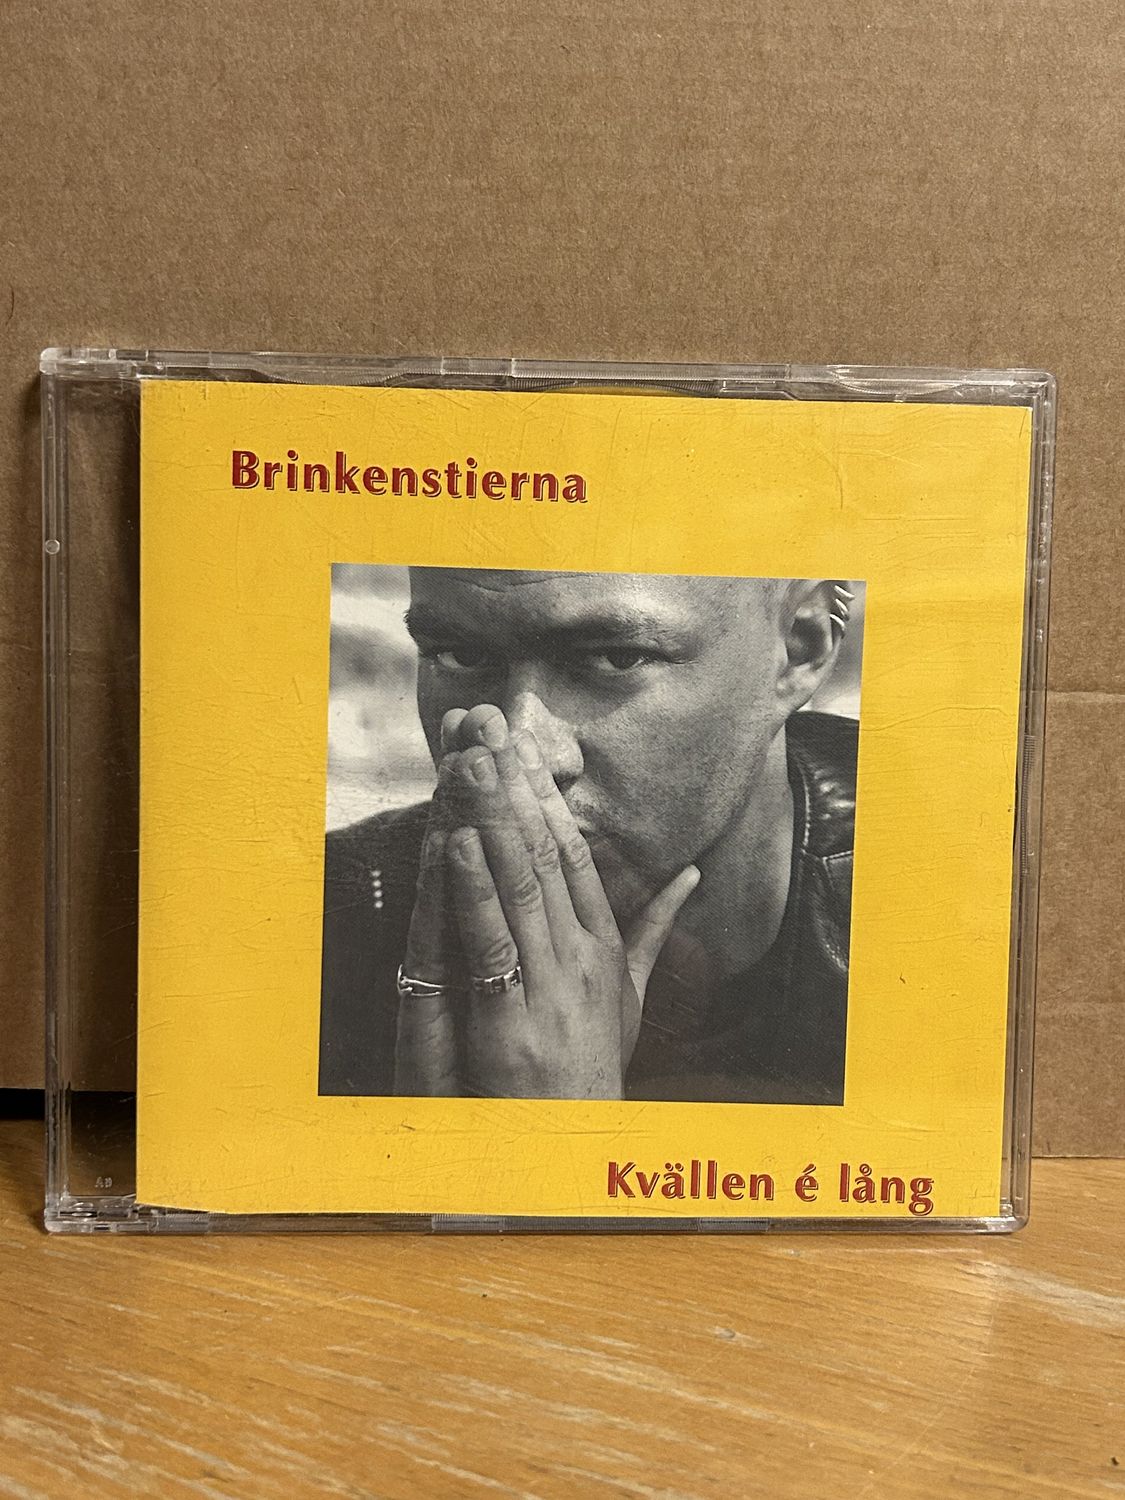 Brinkenstierna
Kvällen é lång